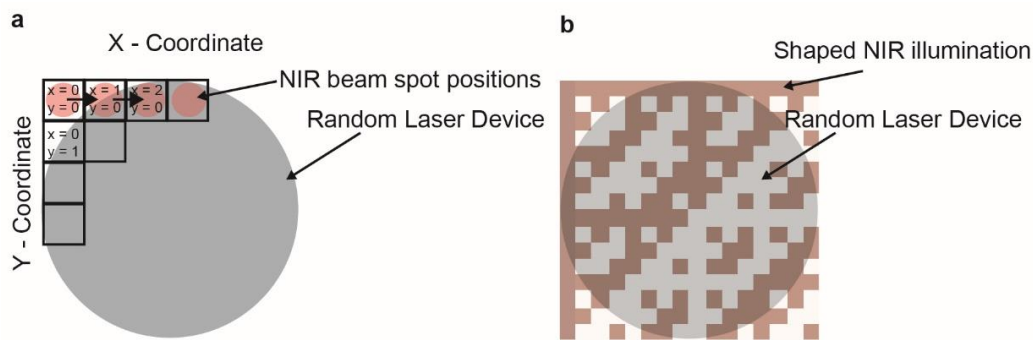 a
X - Coordinate
NIR beam spot positions
Random Laser Device
x = 0
y = 0
x = 1
y = 0
x = 2
y = 0
x = 0
y = 1
Y - Coordinate
b
Shaped NIR illumination
Random Laser Device